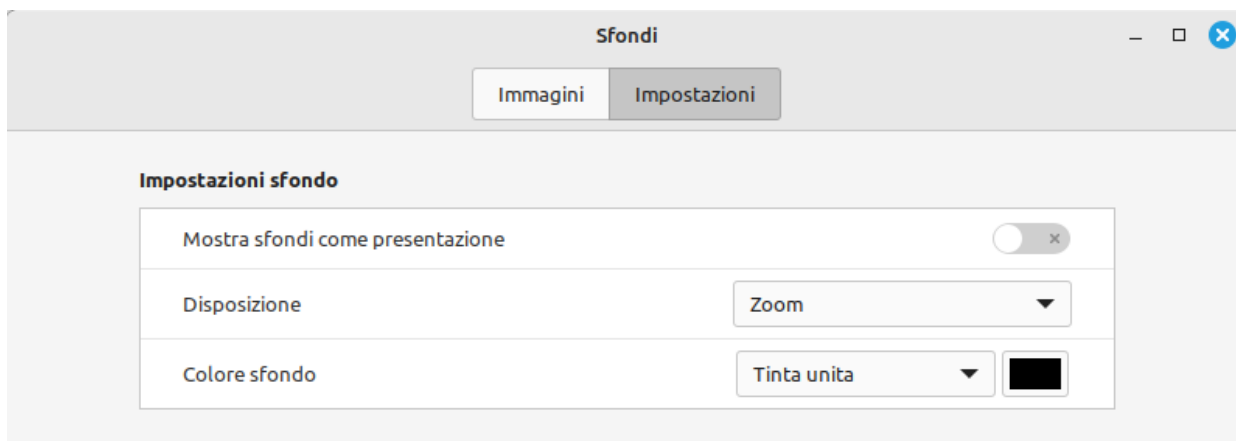 Sfondi
Immagini Impostazioni
Impostazioni sfondo
Mostra sfondi come presentazione
Disposizione Zoom
Colore sfondo Tinta unita